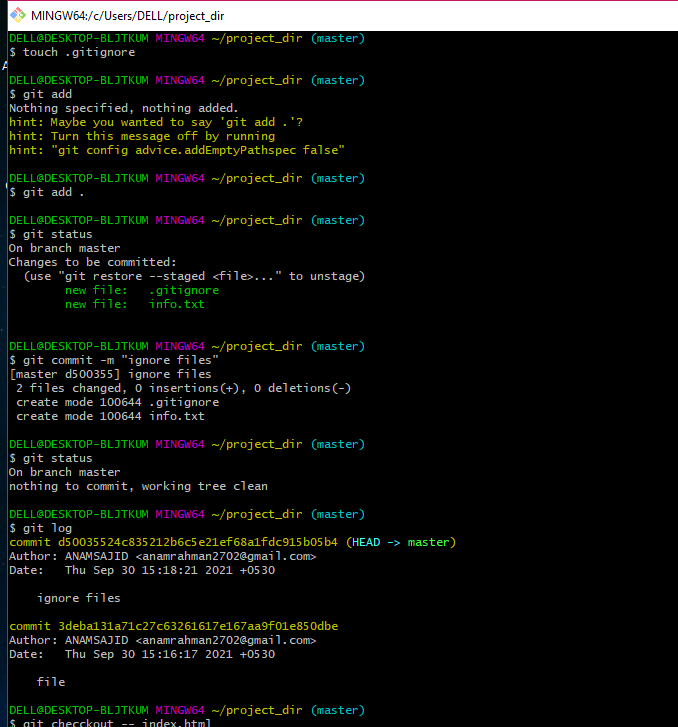 MINGW64:/c/Users/DELL/project_dir
DELL@DESKTOP-BLJTKUM MINGW64 ~/project_dir (master)
$ touch .gitignore
DELL@DESKTOP-BLJTKUM MINGW64 ~/project_dir (master)
$ git add
Nothing specified, nothing added.
hint: Maybe you wanted to say 'git add .'?
hint: Turn this message off by running
hint: "git config advice.addEmptyPathspec false"
DELL@DESKTOP-BLJTKUM MINGW64 ~/project_dir (master)
$ git add .
DELL@DESKTOP-BLJTKUM MINGW64 ~/project_dir (master)
$ git status
On branch master
Changes to be committed:
  (use "git restore --staged <file>..." to unstage)
        new file:   .gitignore
        new file:   info.txt
DELL@DESKTOP-BLJTKUM MINGW64 ~/project_dir (master)
$ git commit -m "ignore files"
[master d500355] ignore files
 2 files changed, 0 insertions(+), 0 deletions(-)
 create mode 100644 .gitignore
 create mode 100644 info.txt
DELL@DESKTOP-BLJTKUM MINGW64 ~/project_dir (master)
$ git status
On branch master
nothing to commit, working tree clean
DELL@DESKTOP-BLJTKUM MINGW64 ~/project_dir (master)
$ git log
commit d50035524c835212b6c5e21ef68a1fdc915b05b4 (HEAD -> master)
Author: ANAMSAJID <anamrahman2702@gmail.com>
Date:   Thu Sep 30 15:18:21 2021 +0530
    ignore files
commit 3deba131a71c27c63261617e167aa9f01e850dbe
Author: ANAMSAJID <anamrahman2702@gmail.com>
Date:   Thu Sep 30 15:16:17 2021 +0530
    file
DELL@DESKTOP-BLJTKUM MINGW64 ~/project_dir (master)
$ git checckout -- index.html